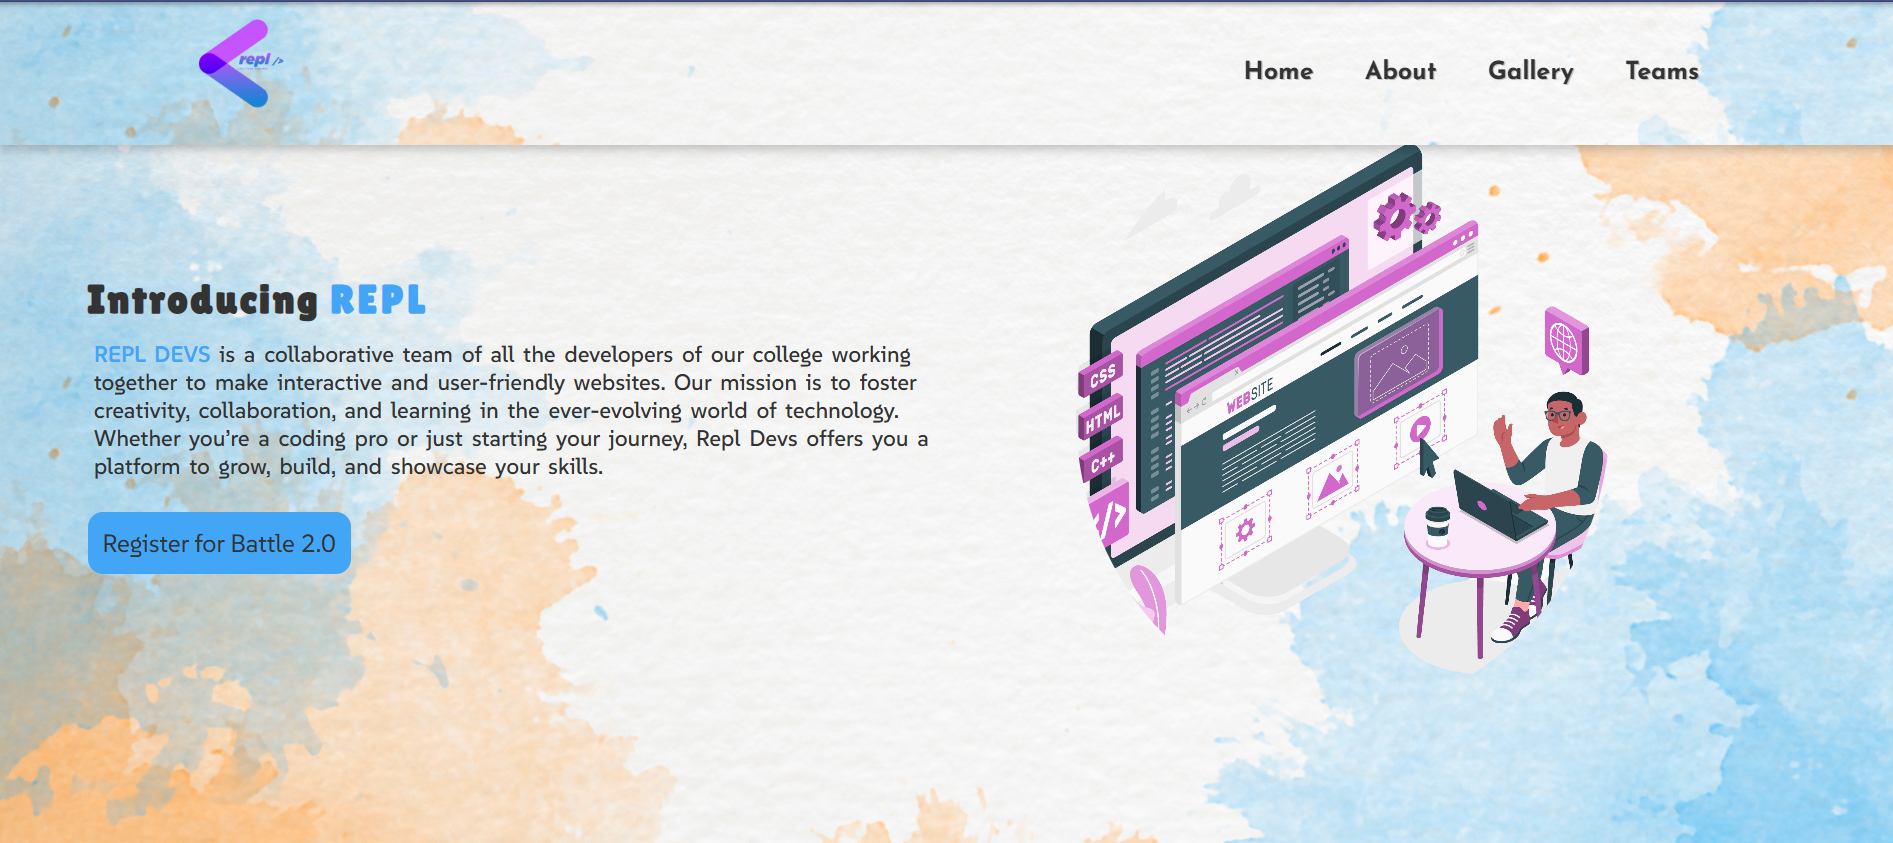 repl />
Home About Gallery Teams
Introducing REPL
REPL DEVS is a collaborative team of all the developers of our college working
together to make interactive and user-friendly websites. Our mission is to foster
creativity, collaboration, and learning in the ever-evolving world of technology.
Whether you’re a coding pro or just starting your journey, Repl Devs offers you a
platform to grow, build, and showcase your skills.
Register for Battle 2.0
CSS
HTML
C++
</>
WEBSITE